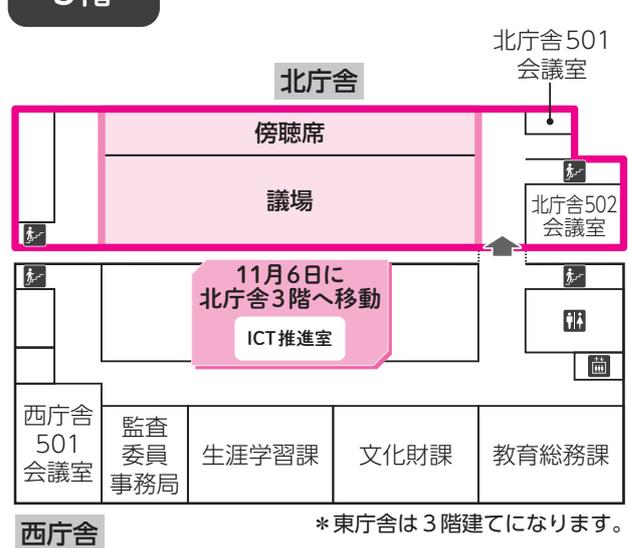 北庁舎501
会議室
北庁舎
傍聴席
議場
北庁舎502
会議室
11月6日に
北庁舎3階へ移動
ICT推進室
西庁舎
501
会議室
監査
委員
事務局
生涯学習課
文化財課
教育総務課
西庁舎
＊東庁舎は3階建てになります。